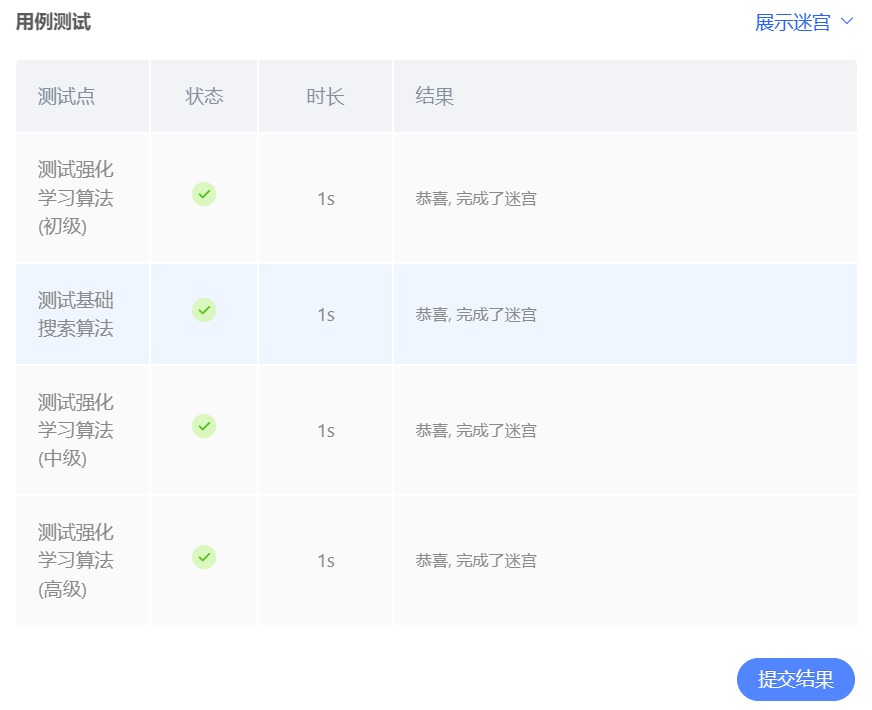 用例测试
展示迷宫
测试点 状态 时长 结果
测试强化
学习算法
(初级)
1s
恭喜, 完成了迷宫
测试基础
搜索算法
1s
恭喜, 完成了迷宫
测试强化
学习算法
(中级)
1s
恭喜, 完成了迷宫
测试强化
学习算法
(高级)
1s
恭喜, 完成了迷宫
提交结果